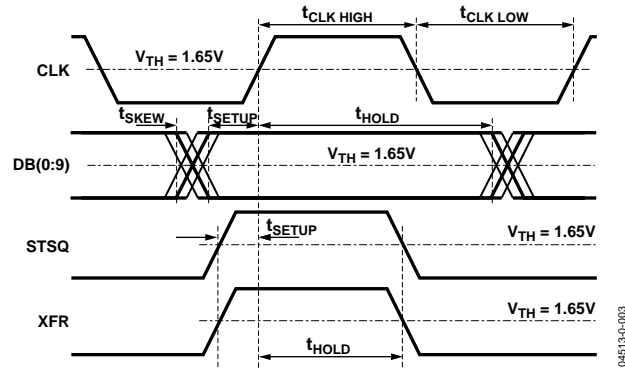 tCLK HIGH
tCLK LOW
VTH = 1.65V
CLK
tSKEW
tSETUP
tHOLD
VTH = 1.65V
DB(0:9)
tSETUP
VTH = 1.65V
STSQ
VTH = 1.65V
XFR
tHOLD
04513-0-003